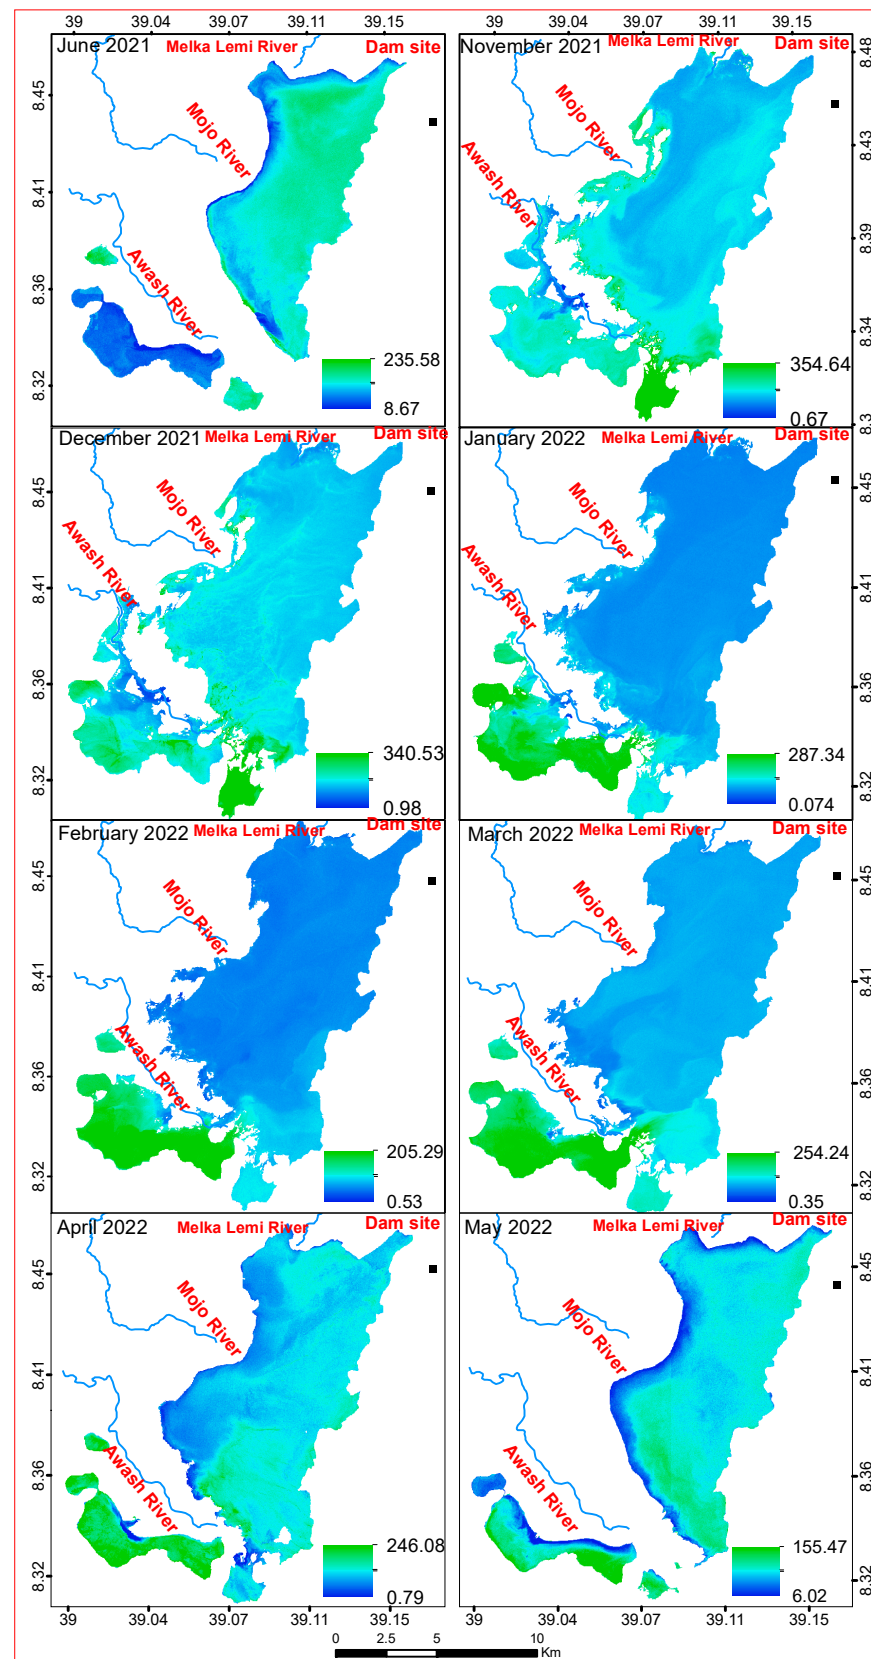 39 39.04 39.07 39.11 39.15
39 39.04 39.07 39.11 39.15
June 2021
Melka Lemi River
Dam site
Mojo River
Awash River
8.45
8.41
8.36
8.32
235.58
8.67
November 2021
Melka Lemi River
Dam site
Mojo River
Awash River
8.48
8.43
8.39
8.34
8.3
354.64
0.67
December 2021
Melka Lemi River
Dam site
Mojo River
Awash River
8.45
8.41
8.36
8.32
340.53
0.98
January 2022
Melka Lemi River
Dam site
Mojo River
Awash River
8.45
8.41
8.36
8.32
287.34
0.074
February 2022
Melka Lemi River
Dam site
Mojo River
Awash River
8.45
8.41
8.36
8.32
205.29
0.53
March 2022
Melka Lemi River
Dam site
Mojo River
Awash River
8.45
8.41
8.36
8.32
254.24
0.35
April 2022
Melka Lemi River
Dam site
Mojo River
Awash River
8.45
8.41
8.36
8.32
246.08
0.79
May 2022
Melka Lemi River
Dam site
Mojo River
Awash River
8.45
8.41
8.36
8.32
155.47
6.02
39 39.04 39.07 39.11 39.15
39 39.04 39.07 39.11 39.15
0 2.5 5 10
Km